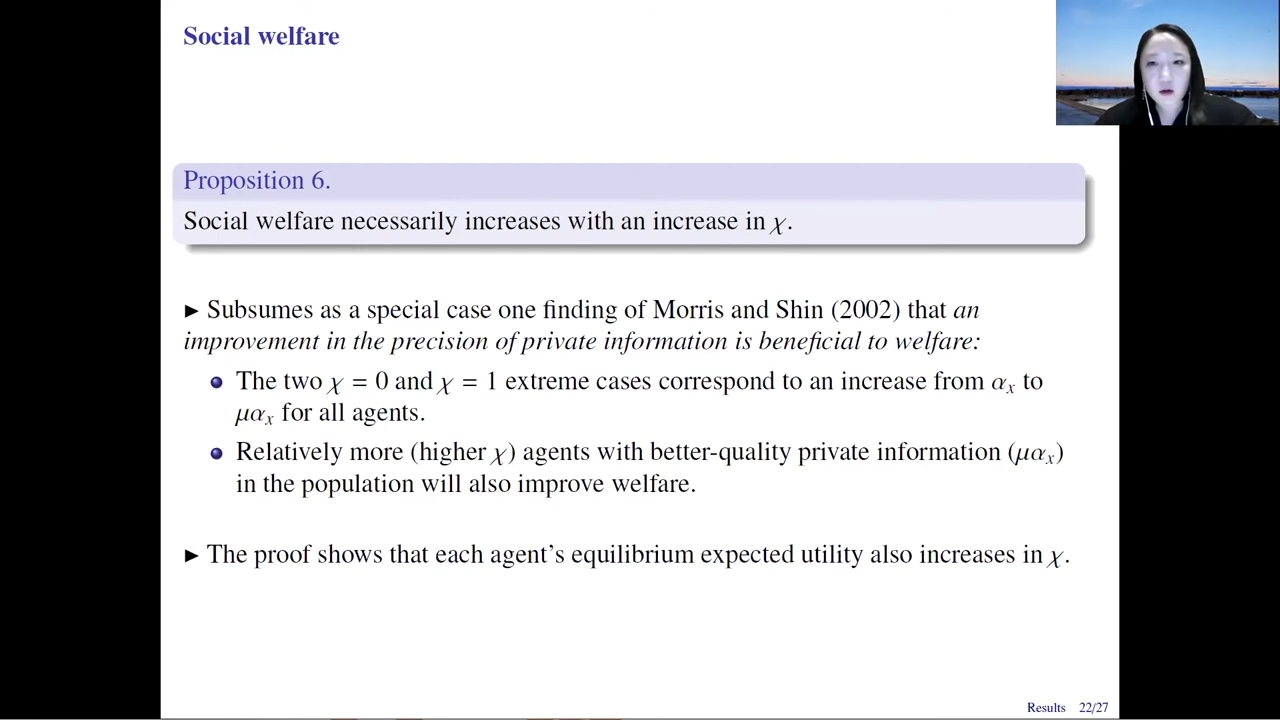 Social welfare
Proposition 6.
Social welfare necessarily increases with an increase in χ.
▶ Subsumes as a special case one finding of Morris and Shin (2002) that an
improvement in the precision of private information is beneficial to welfare:
The two χ = 0 and χ = 1 extreme cases correspond to an increase from αₓ to
μαₓ for all agents.
Relatively more (higher χ) agents with better-quality private information (μαₓ)
in the population will also improve welfare.
▶ The proof shows that each agent's equilibrium expected utility also increases in χ.
Results 22/27